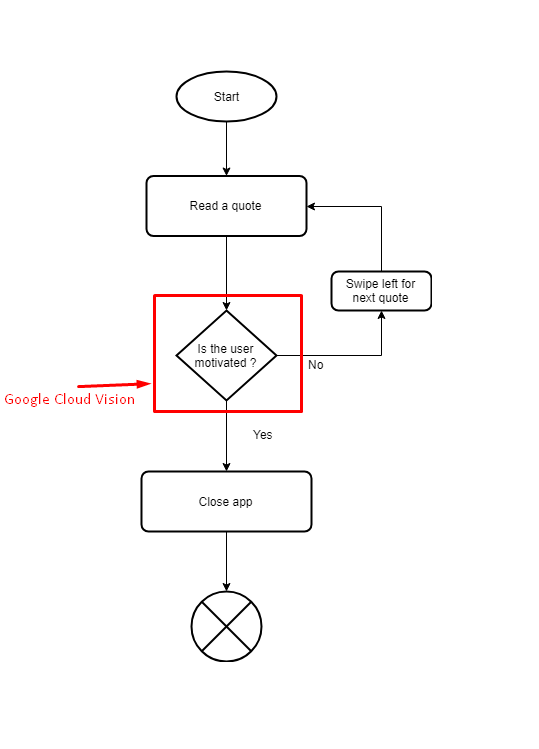 Start
Read a quote
Swipe left for
next quote
Is the user
motivated ?
No
Google Cloud Vision
Yes
Close app